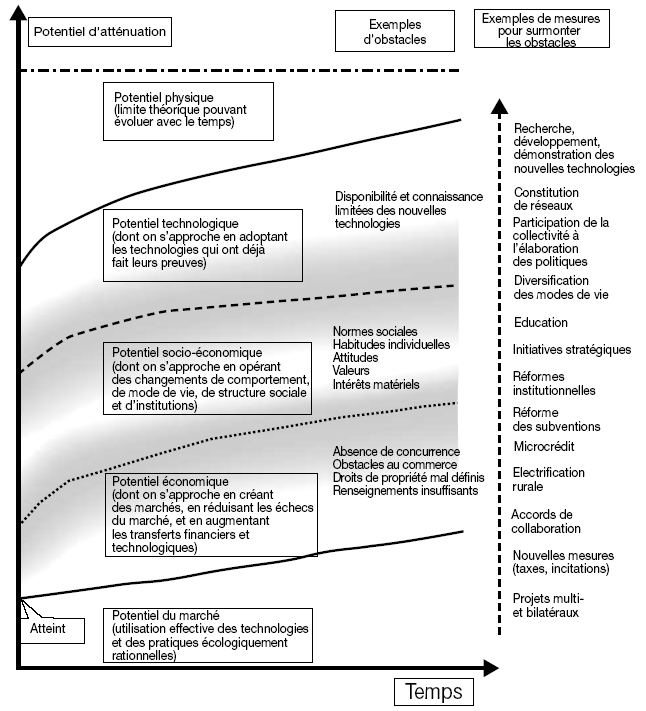 Potentiel d'atténuation
Exemples
d'obstacles
Exemples de mesures
pour surmonter
les obstacles
Potentiel physique
(limite théorique pouvant
évoluer avec le temps)
Potentiel technologique
(dont on s'approche en adoptant
les technologies qui ont déjà
fait leurs preuves)
Potentiel socio-économique
(dont on s'approche en opérant
des changements de comportement,
de mode de vie, de structure sociale
et d'institutions)
Potentiel économique
(dont on s'approche en créant
des marchés, en réduisant les échecs
du marché, et en augmentant
les transferts financiers et
technologiques)
Potentiel du marché
(utilisation effective des technologies
et des pratiques écologiquement
rationnelles)
Atteint
Disponibilité et connaissance
limitées des nouvelles
technologies
Normes sociales
Habitudes individuelles
Attitudes
Valeurs
Intérêts matériels
Absence de concurrence
Obstacles au commerce
Droits de propriété mal définis
Renseignements insuffisants
Recherche,
développement,
démonstration des
nouvelles technologies
Constitution
de réseaux
Participation de la
collectivité à
l'élaboration
des politiques
Diversification
des modes de vie
Education
Initiatives stratégiques
Réformes
institutionnelles
Réforme
des subventions
Microcrédit
Electrification
rurale
Accords de
collaboration
Nouvelles mesures
(taxes, incitations)
Projets multi-
et bilatéraux
Temps